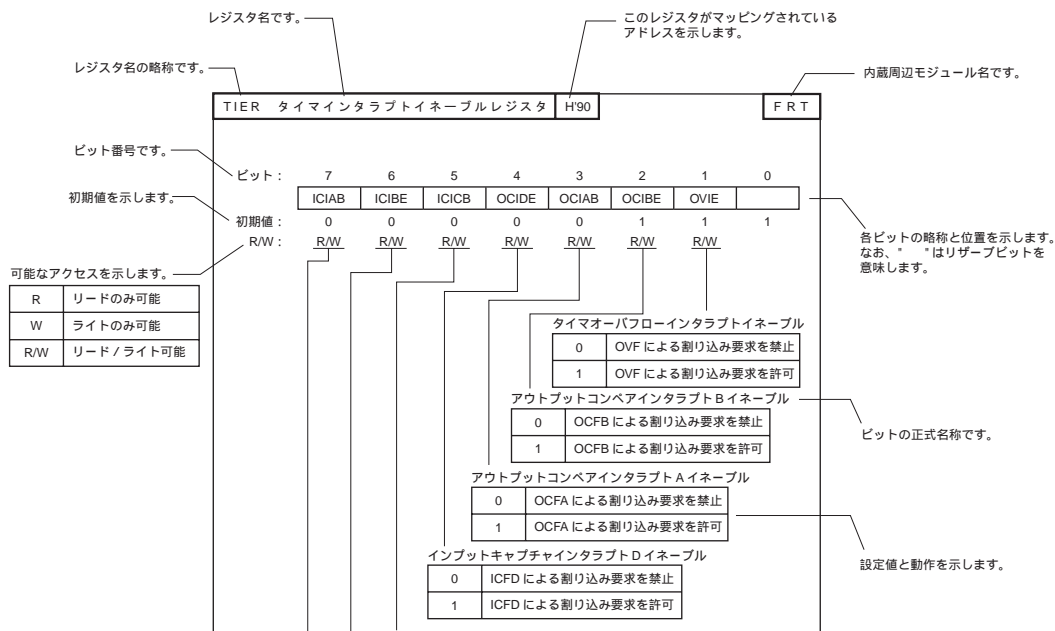 レジスタ名です。
このレジスタがマッピングされている
アドレスを示します。
レジスタ名の略称です。
内蔵周辺モジュール名です。
TIER タイマインタラプトイネーブルレジスタ H'90 FRT
ビット番号です。
ビット： 7 6 5 4 3 2 1 0
ICIAB ICIBE ICICB OCIDE OCIAB OCIBE OVIE
初期値を示します。
初期値： 0 0 0 0 0 1 1 1
R/W： R/W R/W R/W R/W R/W R/W R/W
各ビットの略称と位置を示します。
なお、"　"はリザーブビットを
意味します。
可能なアクセスを示します。
R リードのみ可能
W ライトのみ可能
R/W リード／ライト可能
タイマオーバフローインタラプトイネーブル
0 OVF による割り込み要求を禁止
1 OVF による割り込み要求を許可
アウトプットコンペアインタラプト B イネーブル
0 OCFB による割り込み要求を禁止
1 OCFB による割り込み要求を許可
ビットの正式名称です。
アウトプットコンペアインタラプト A イネーブル
0 OCFA による割り込み要求を禁止
1 OCFA による割り込み要求を許可
設定値と動作を示します。
インプットキャプチャインタラプト D イネーブル
0 ICFD による割り込み要求を禁止
1 ICFD による割り込み要求を許可